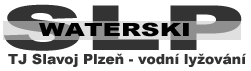 SLP
WATERSKI
TJ Slavoj Plzeň - vodní lyžování